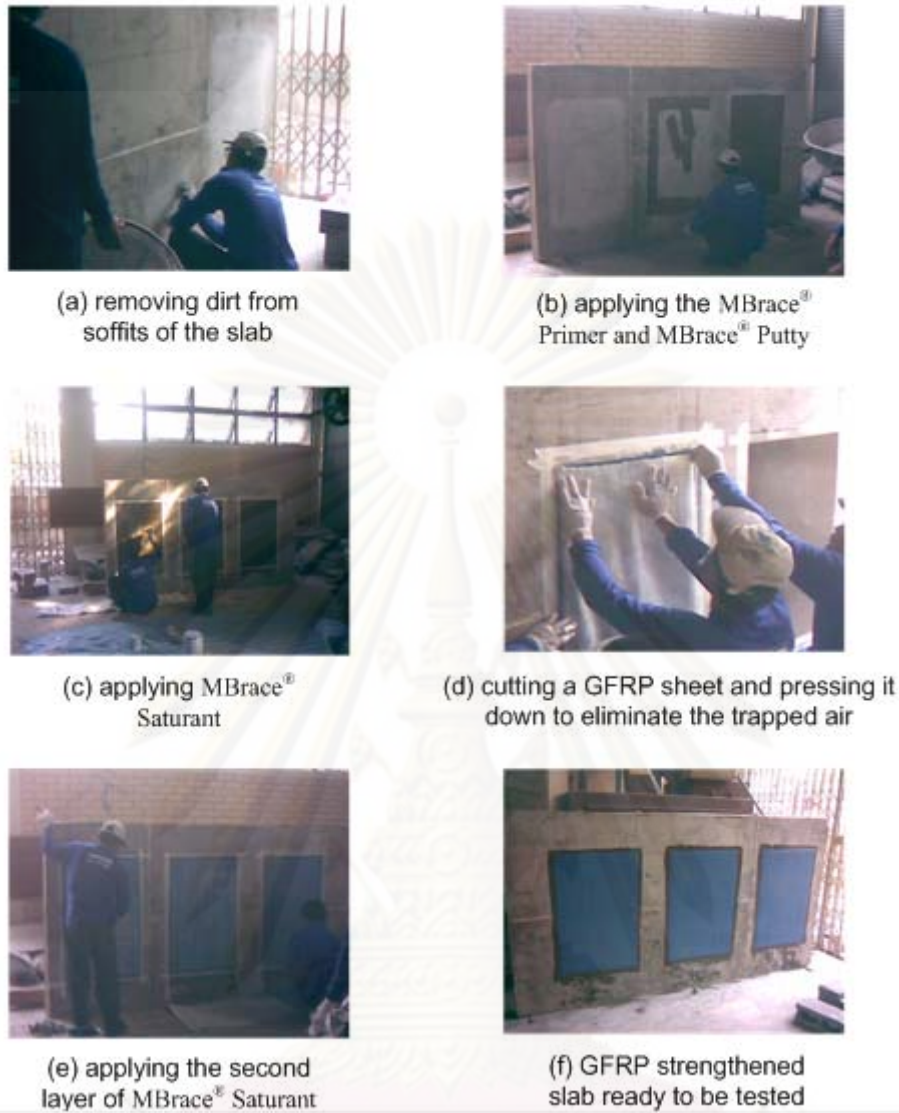 (a) removing dirt from
soffits of the slab
(b) applying the MBrace®
Primer and MBrace® Putty
(c) applying MBrace®
Saturant
(d) cutting a GFRP sheet and pressing it
down to eliminate the trapped air
(e) applying the second
layer of MBrace® Saturant
(f) GFRP strengthened
slab ready to be tested